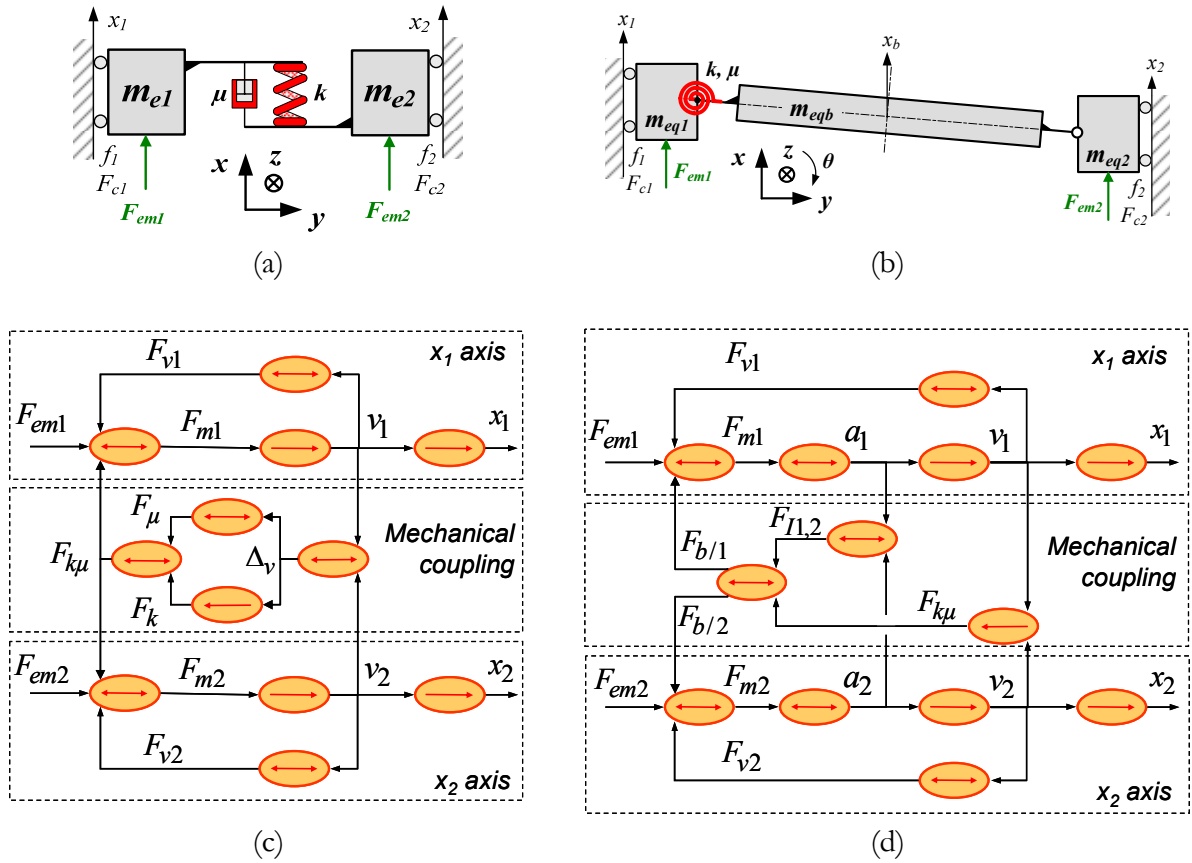 x1 x2
me1 μ k me2
f1 f2
Fc1 x z Fc2
Fem1 Fem2
y
(a)
x1 xb x2
k, μ
meq1 meqb meq2
f1 Fem1 x z θ f2
Fc1 y Fem2 Fc2
(b)
Fv1 x1 axis
Fem1 Fm1 v1 x1
Fμ Mechanical
Fkμ Δv coupling
Fk
Fem2 Fm2 v2 x2
Fv2 x2 axis
(c)
Fv1 x1 axis
Fem1 Fm1 a1 v1 x1
FI1,2
Fb/1 Mechanical
coupling
Fkμ
Fb/2
Fem2 Fm2 a2 v2 x2
Fv2
x2 axis
(d)